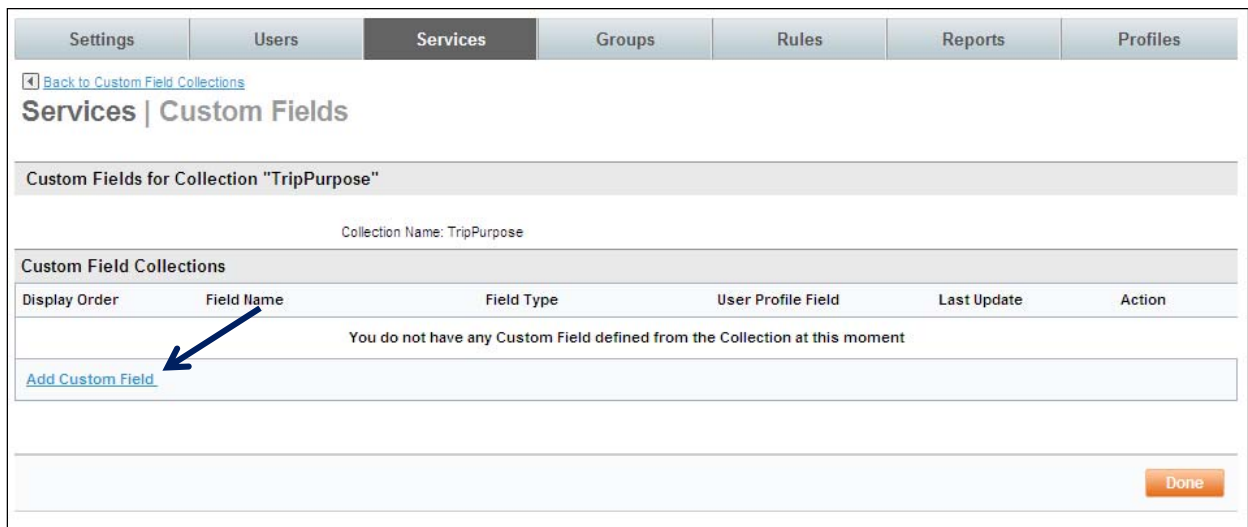 Settings Users Services Groups Rules Reports Profiles
Back to Custom Field Collections
Services | Custom Fields
Custom Fields for Collection "TripPurpose"
Collection Name: TripPurpose
Custom Field Collections
Display Order Field Name Field Type User Profile Field Last Update Action
You do not have any Custom Field defined from the Collection at this moment
Add Custom Field
Done